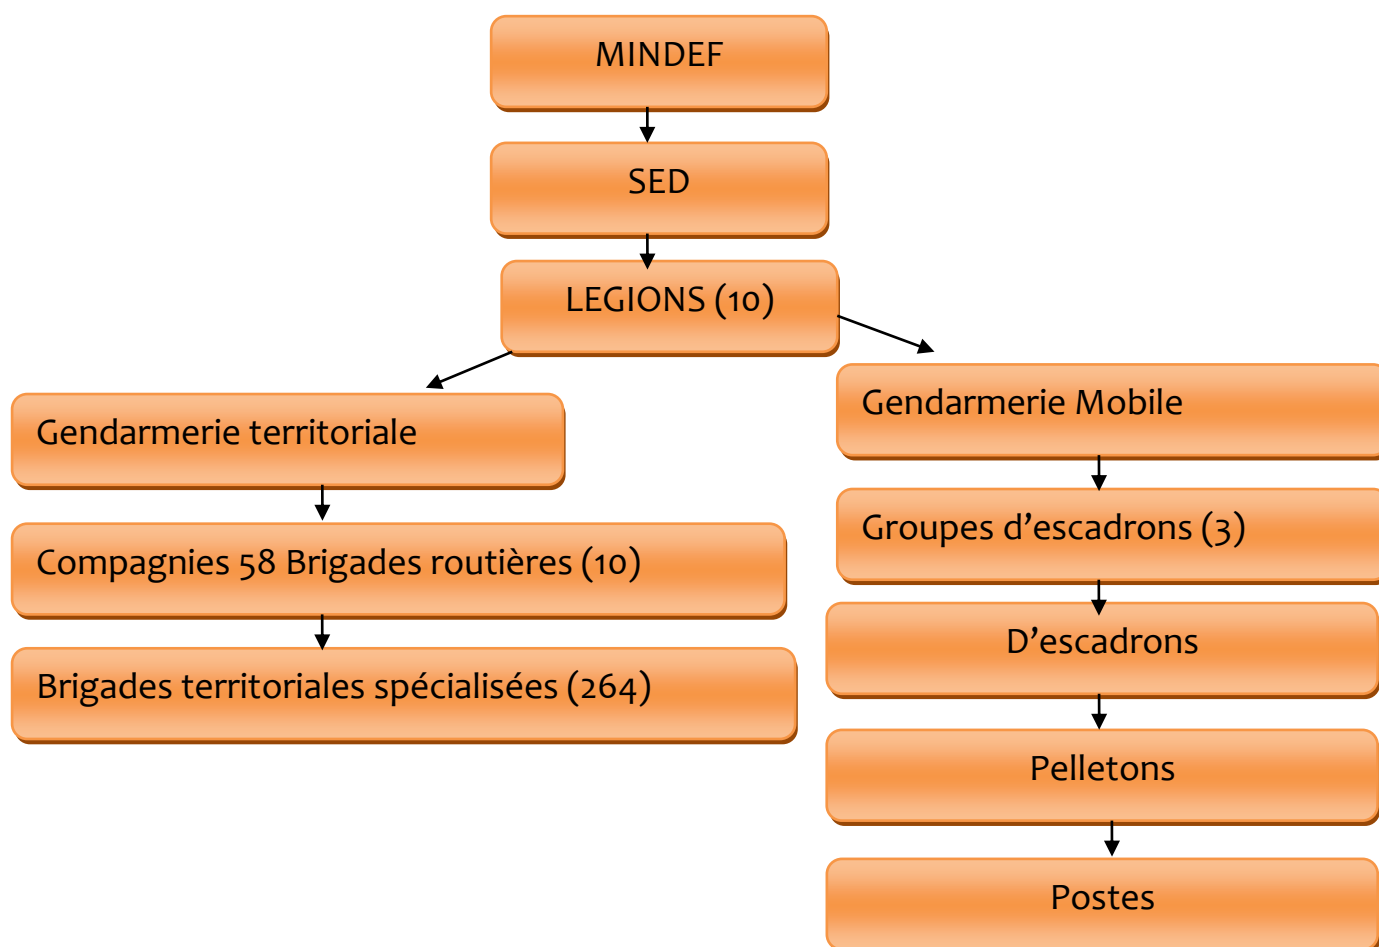 MINDEF
SED
LEGIONS (10)
Gendarmerie territoriale
Compagnies 58 Brigades routières (10)
Brigades territoriales spécialisées (264)
Gendarmerie Mobile
Groupes d’escadrons (3)
D’escadrons
Pelletons
Postes